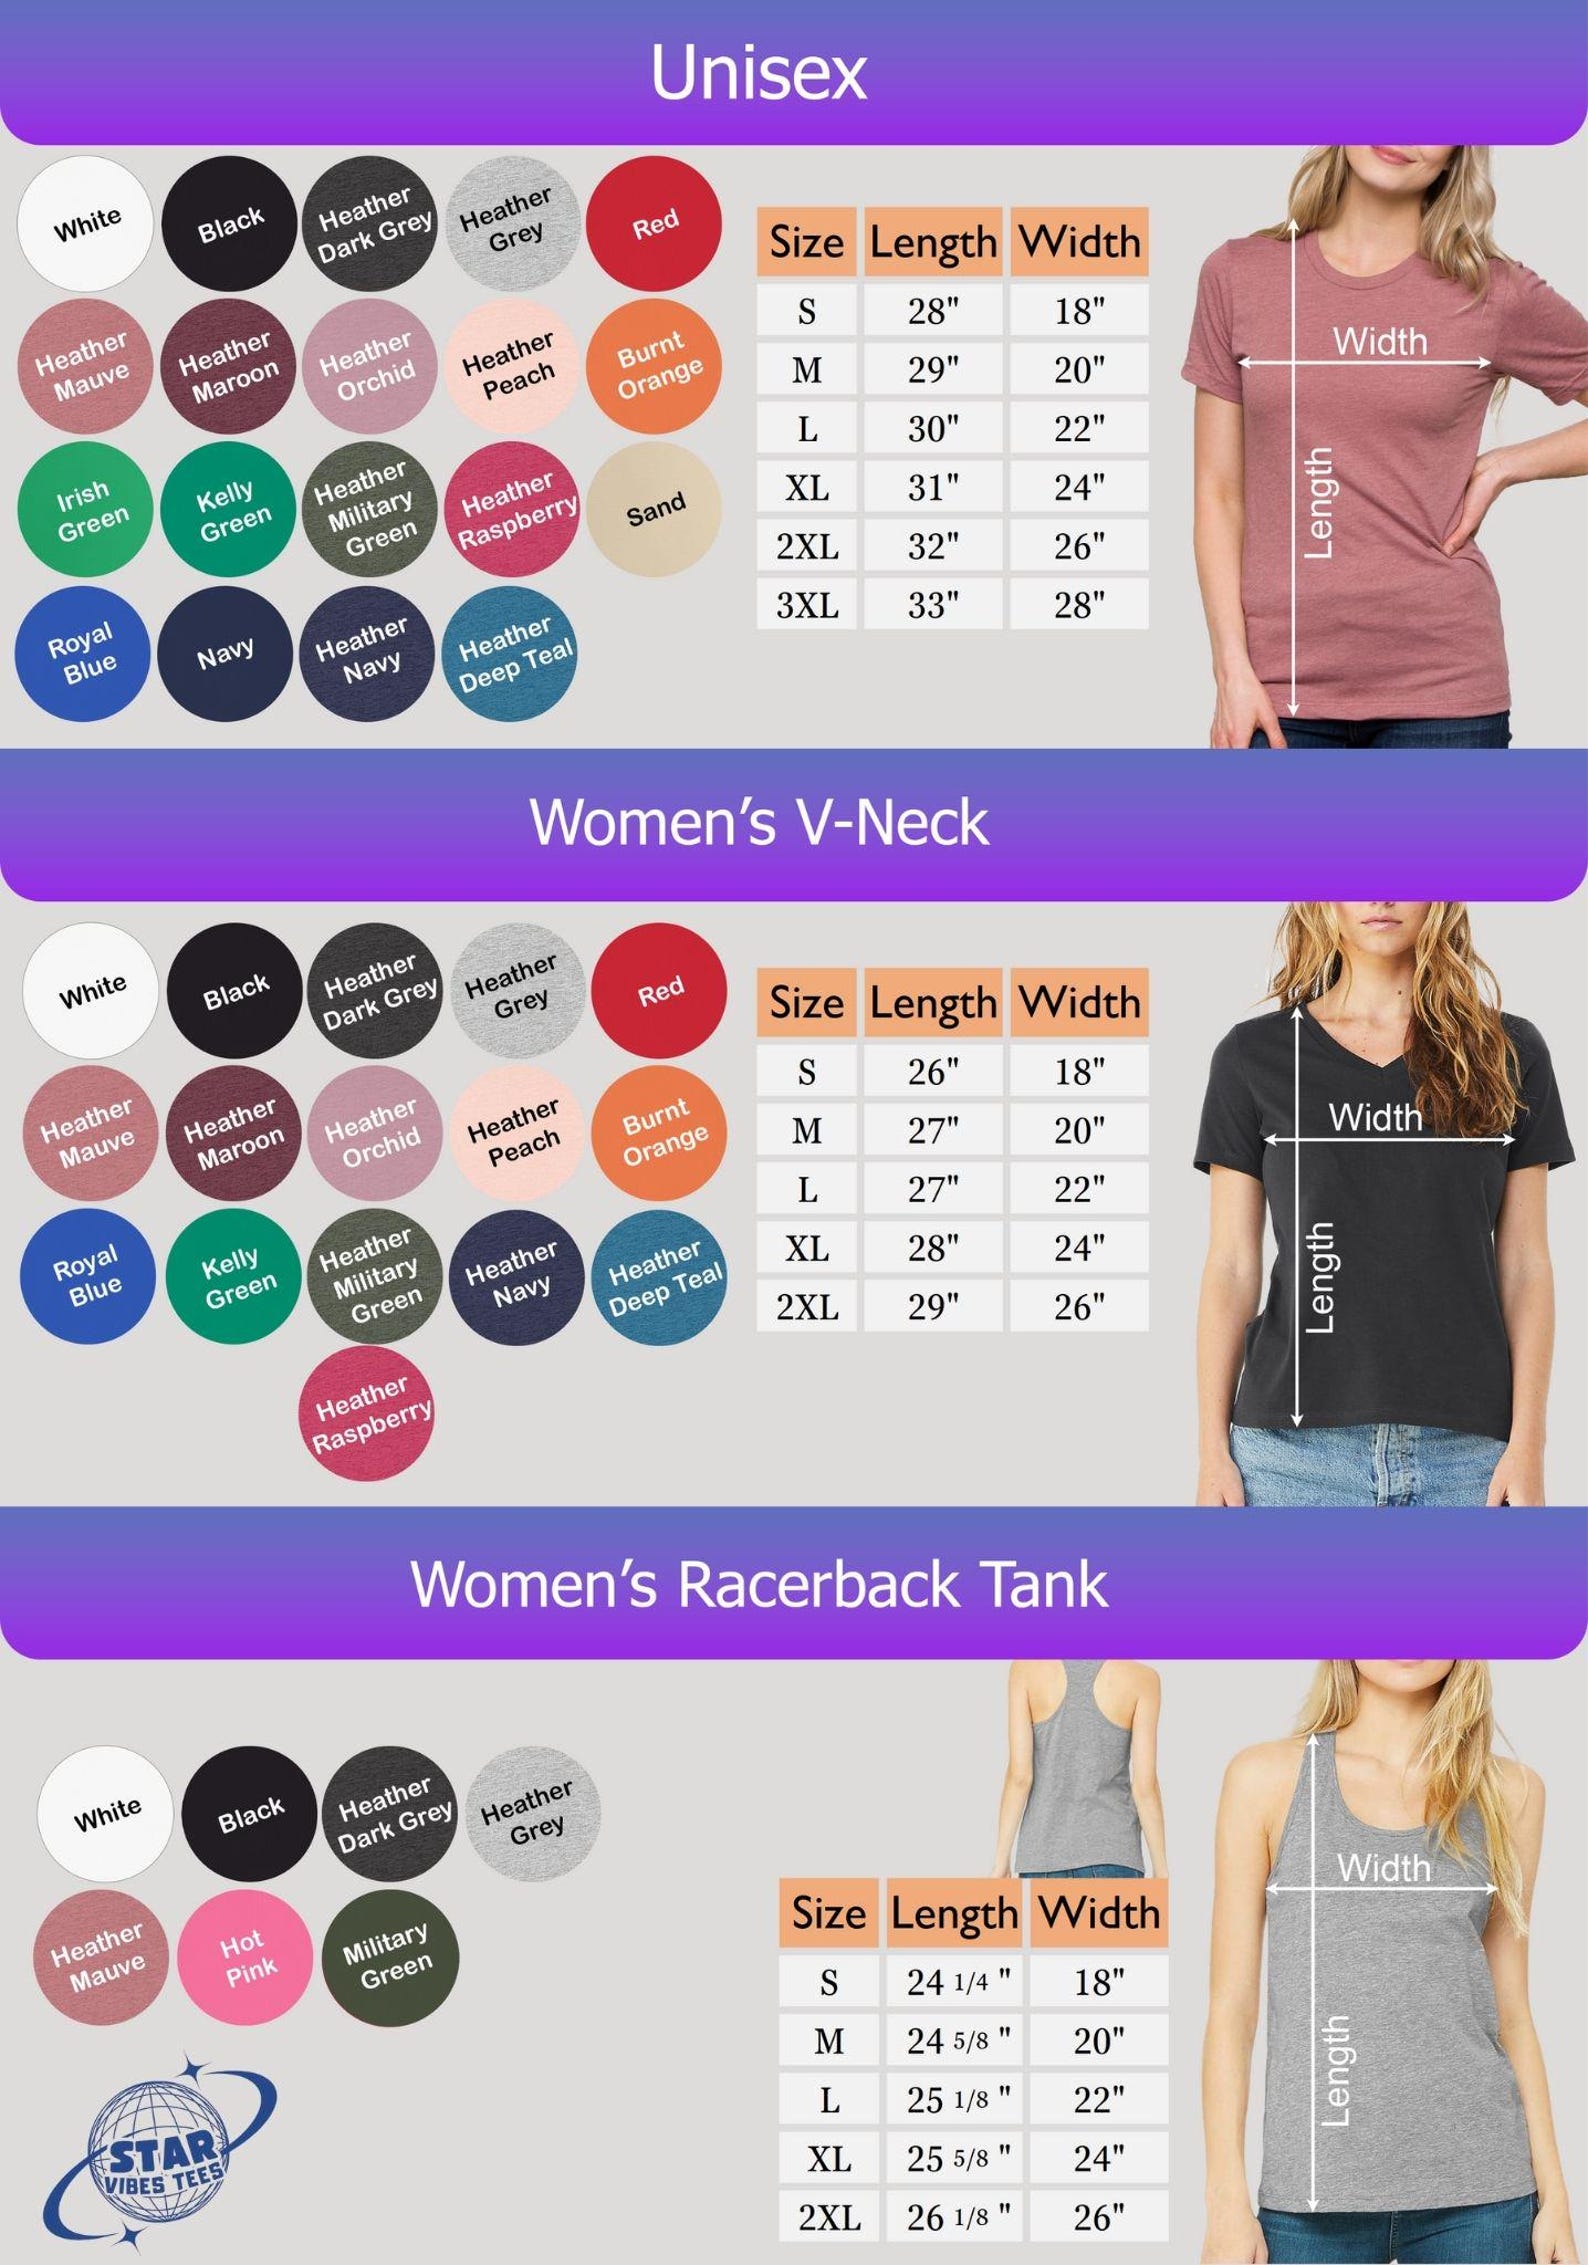 Unisex
White
Black
Heather
Dark Grey
Heather
Grey
Red
Heather
Mauve
Heather
Maroon
Heather
Orchid
Heather
Peach
Burnt
Orange
Irish
Green
Kelly
Green
Heather
Military
Green
Heather
Raspberry
Sand
Royal
Blue
Navy
Heather
Navy
Heather
Deep Teal
Size Length Width
S 28" 18"
M 29" 20"
L 30" 22"
XL 31" 24"
2XL 32" 26"
3XL 33" 28"
Width
Length
Women's V-Neck
White
Black
Heather
Dark Grey
Heather
Grey
Red
Heather
Mauve
Heather
Maroon
Heather
Orchid
Heather
Peach
Burnt
Orange
Royal
Blue
Kelly
Green
Heather
Military
Green
Heather
Navy
Heather
Deep Teal
Heather
Raspberry
Size Length Width
S 26" 18"
M 27" 20"
L 27" 22"
XL 28" 24"
2XL 29" 26"
Width
Length
Women's Racerback Tank
White
Black
Heather
Dark Grey
Heather
Grey
Heather
Mauve
Hot
Pink
Military
Green
Size Length Width
S 24 1/4 " 18"
M 24 5/8 " 20"
L 25 1/8 " 22"
XL 25 5/8 " 24"
2XL 26 1/8 " 26"
Width
Length
STAR
VIBES TEES